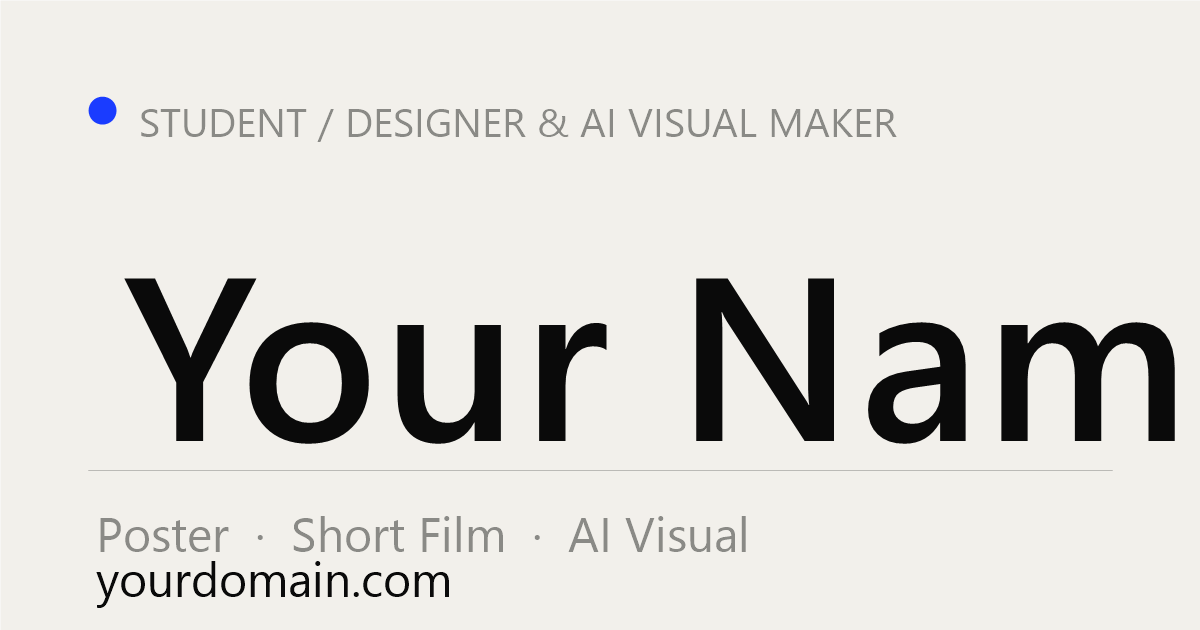 STUDENT / DESIGNER & AI VISUAL MAKER
Your Nam
Poster · Short Film · AI Visual
yourdomain.com